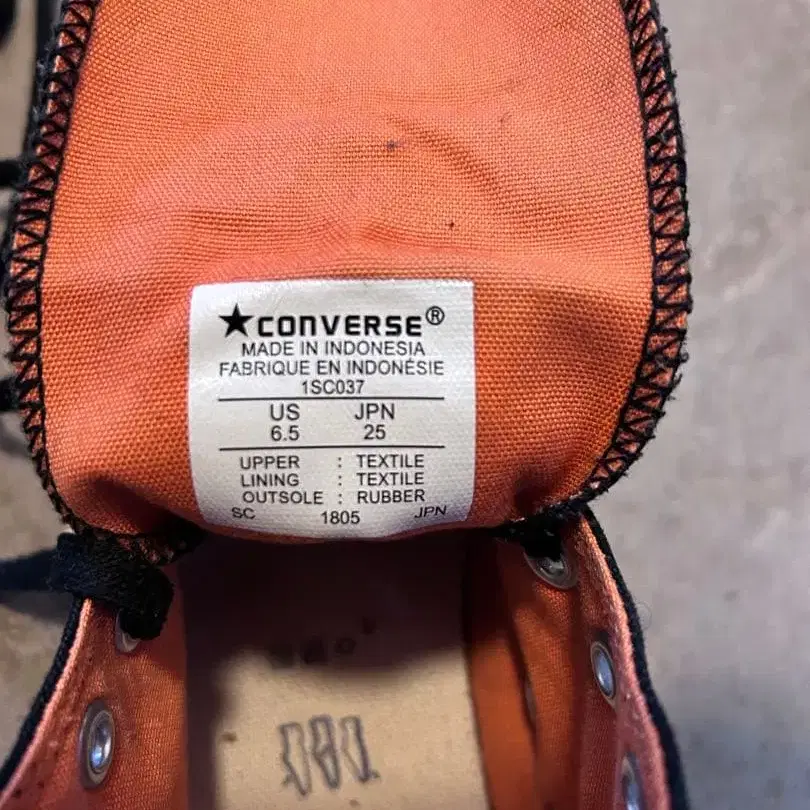 ★CONVERSE®
MADE IN INDONESIA
FABRIQUE EN INDONÉSIE
1SC037
US JPN
6.5 25
UPPER : TEXTILE
LINING : TEXTILE
OUTSOLE : RUBBER
SC 1805 JPN